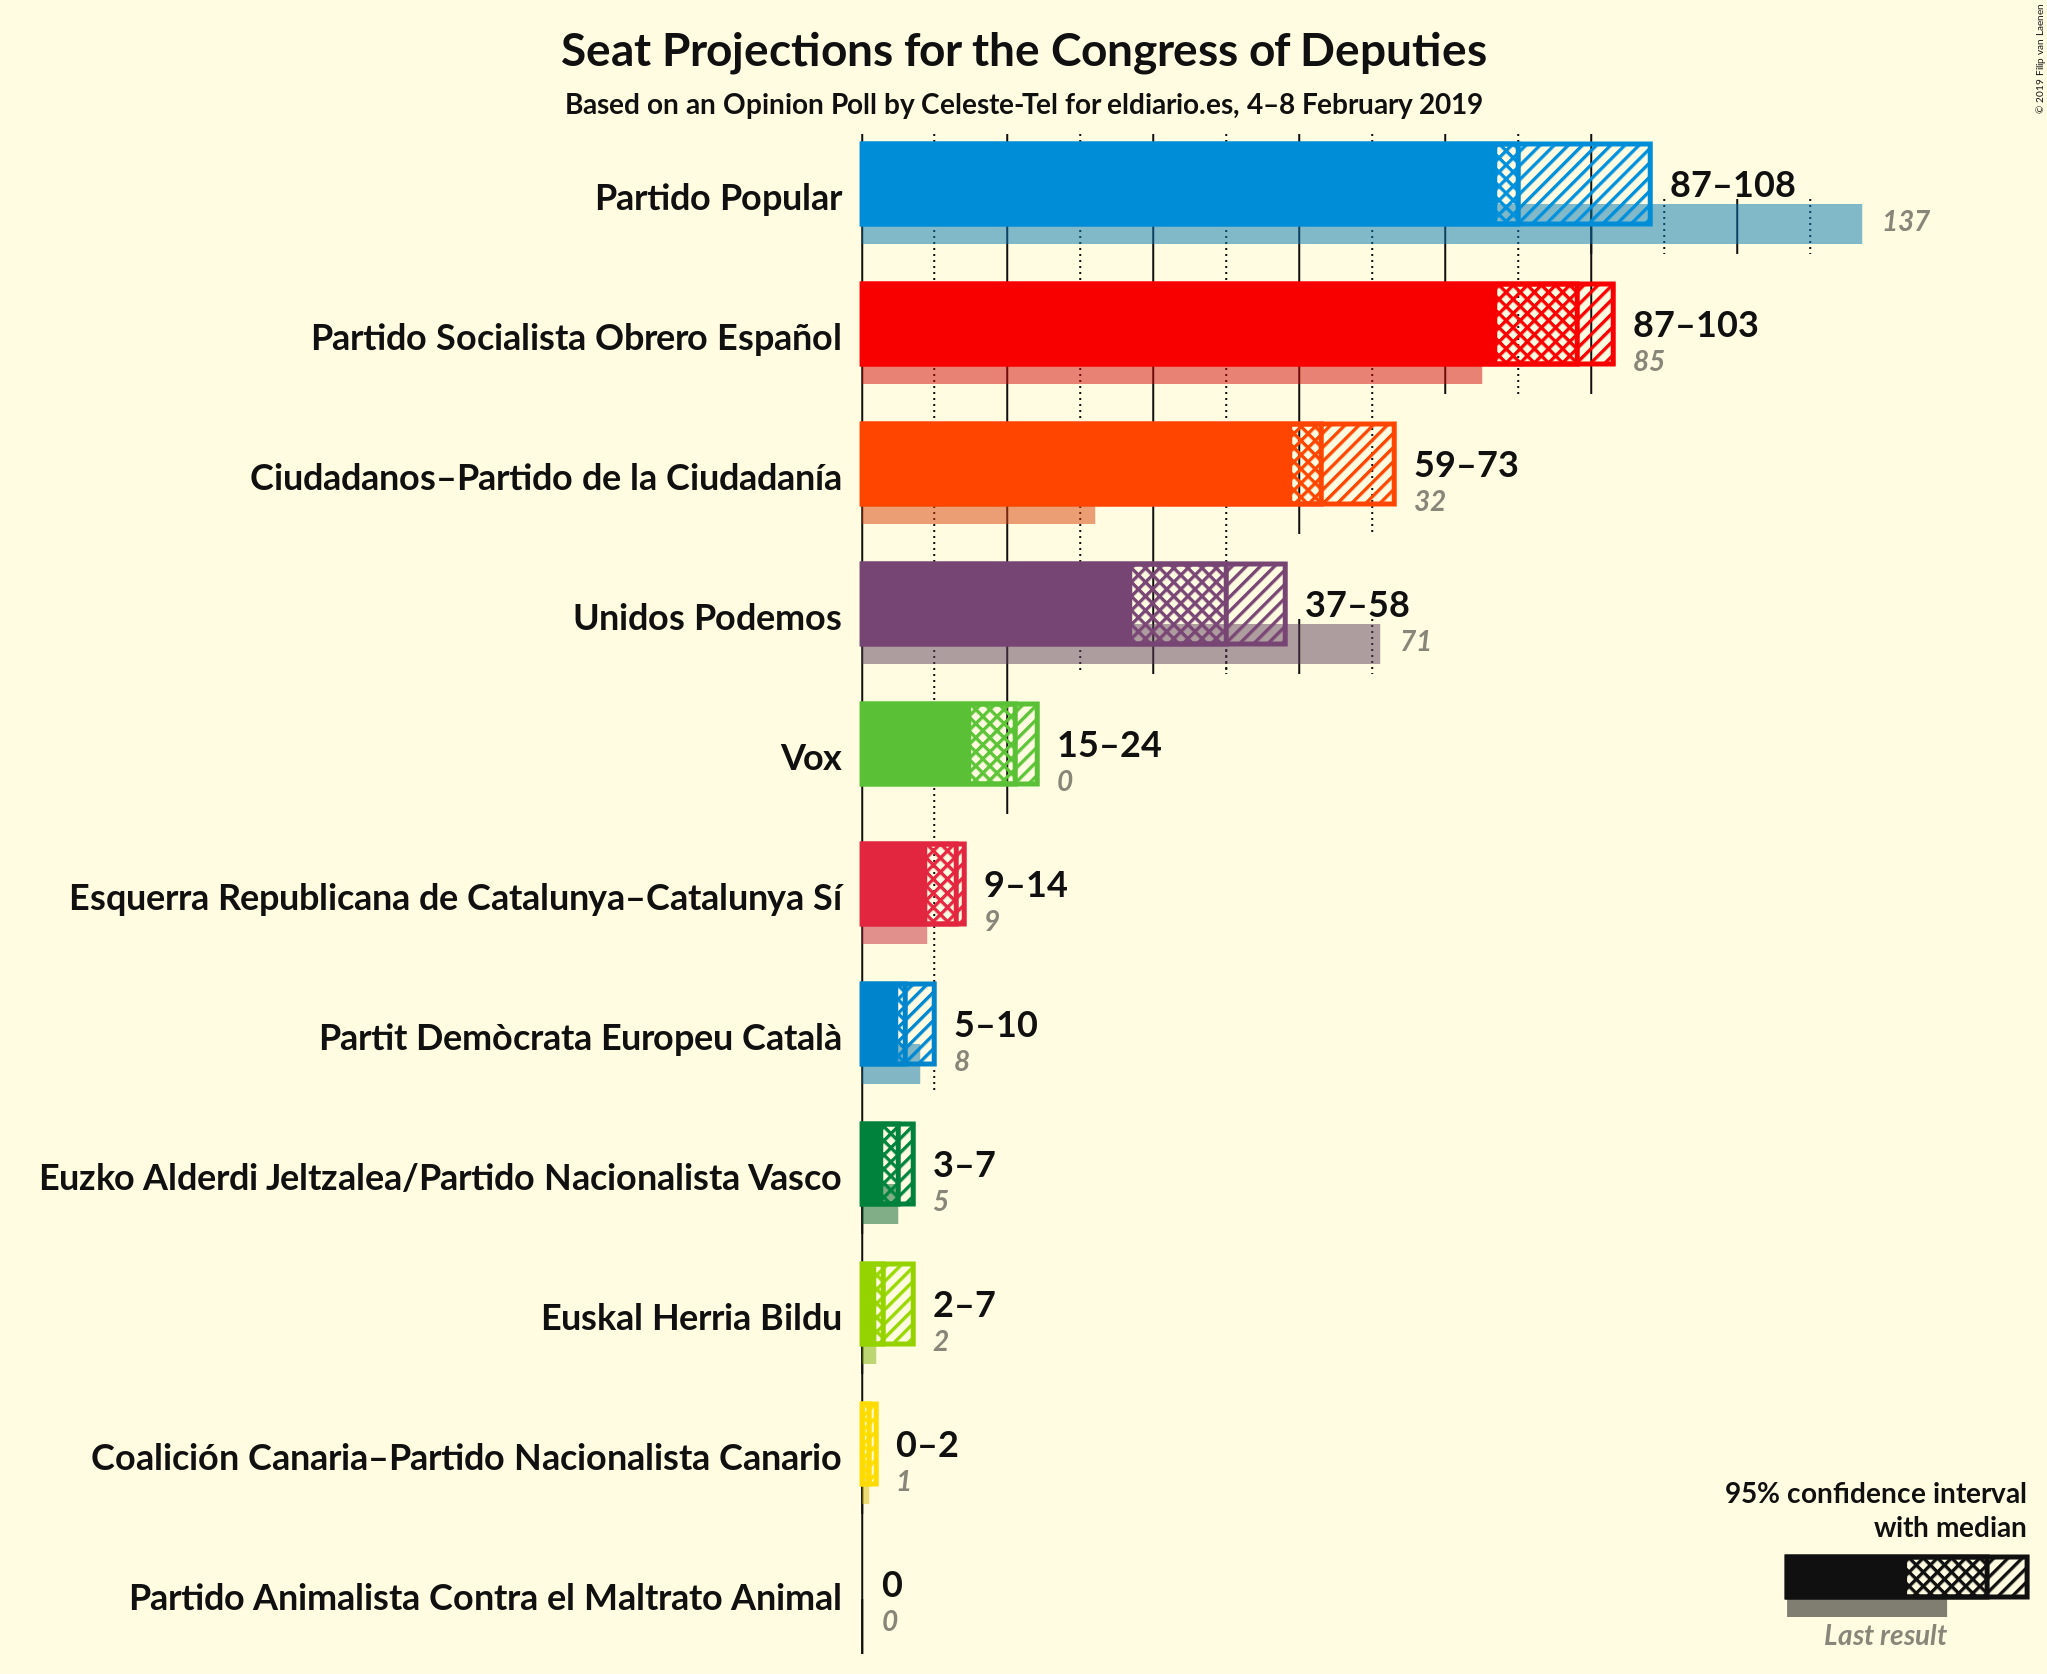 Seat Projections for the Congress of Deputies
Based on an Opinion Poll by Celeste-Tel for eldiario.es, 4–8 February 2019
© 2019 Filip van Laenen
Partido Popular
87–108
137
Partido Socialista Obrero Español
87–103
85
Ciudadanos–Partido de la Ciudadanía
59–73
32
Unidos Podemos
37–58
71
Vox
15–24
0
Esquerra Republicana de Catalunya–Catalunya Sí
9–14
9
Partit Demòcrata Europeu Català
5–10
8
Euzko Alderdi Jeltzalea/Partido Nacionalista Vasco
3–7
5
Euskal Herria Bildu
2–7
2
Coalición Canaria–Partido Nacionalista Canario
0–2
1
Partido Animalista Contra el Maltrato Animal
0
0
95% confidence interval
with median
Last result